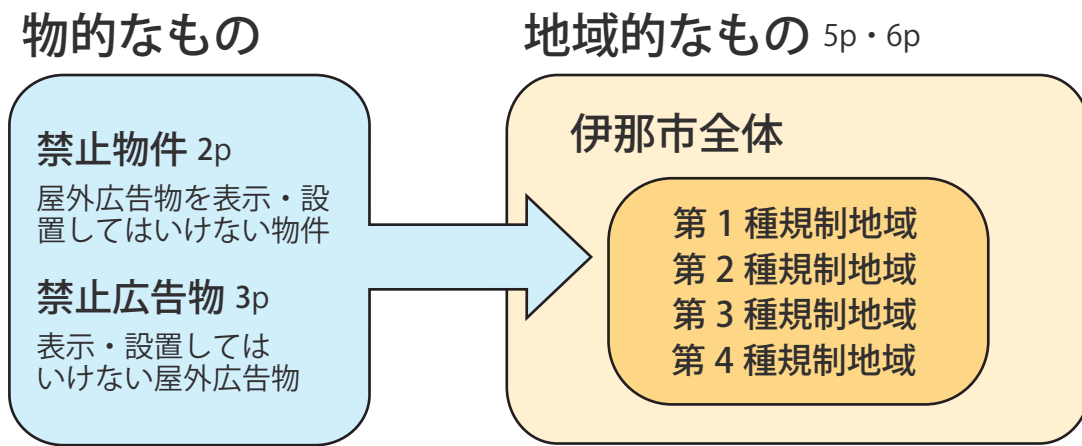 物的なもの
禁止物件 2p
屋外広告物を表示・設
置してはいけない物件
禁止広告物 3p
表示・設置しては
いけない屋外広告物
地域的なもの 5p・6p
伊那市全体
第 1 種規制地域
第 2 種規制地域
第 3 種規制地域
第 4 種規制地域